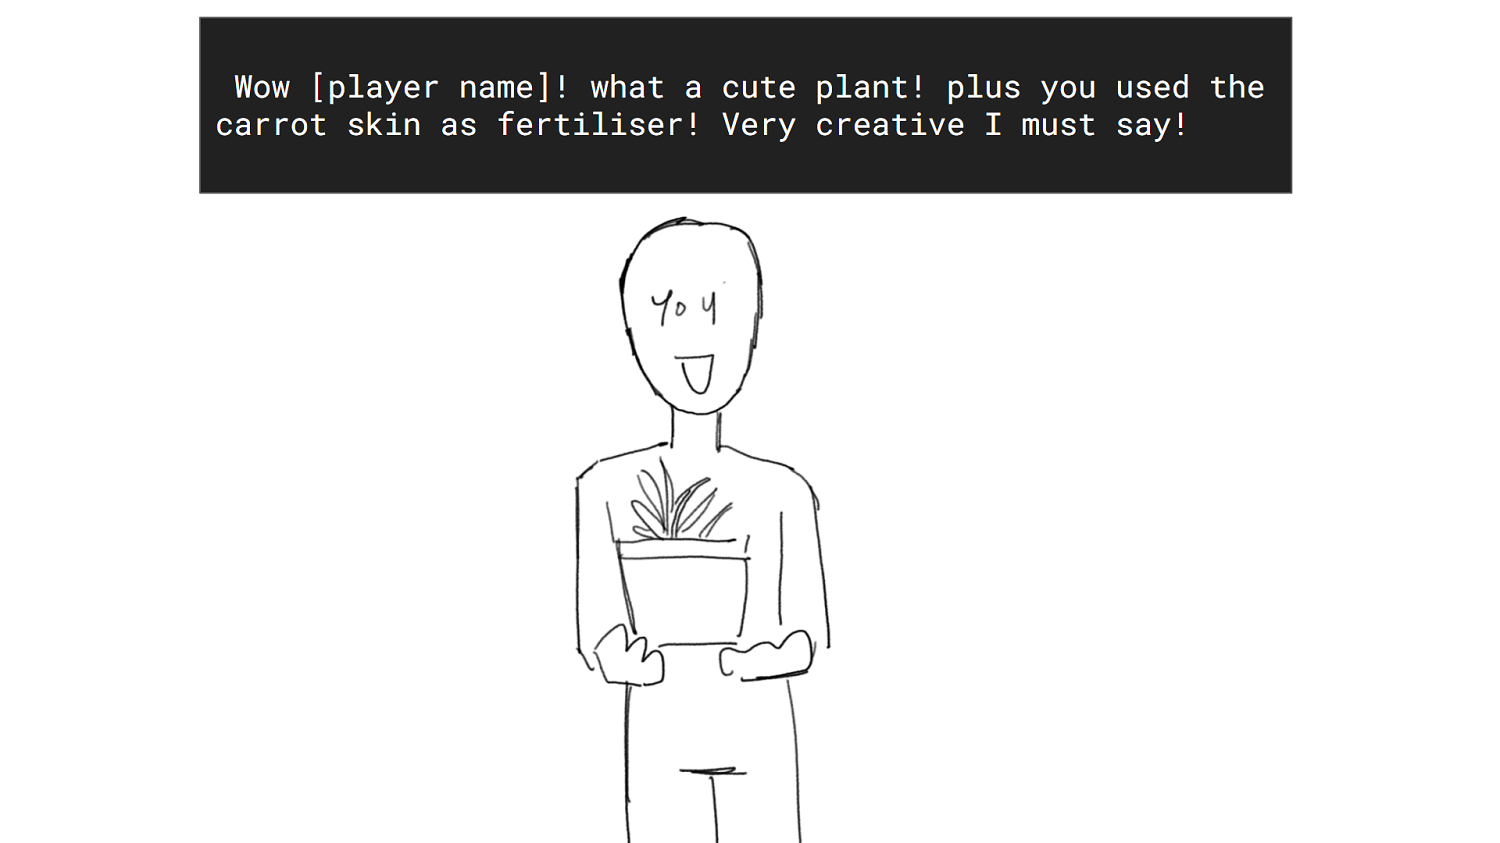 Wow [player name]! what a cute plant! plus you used the
carrot skin as fertiliser! Very creative I must say!
You